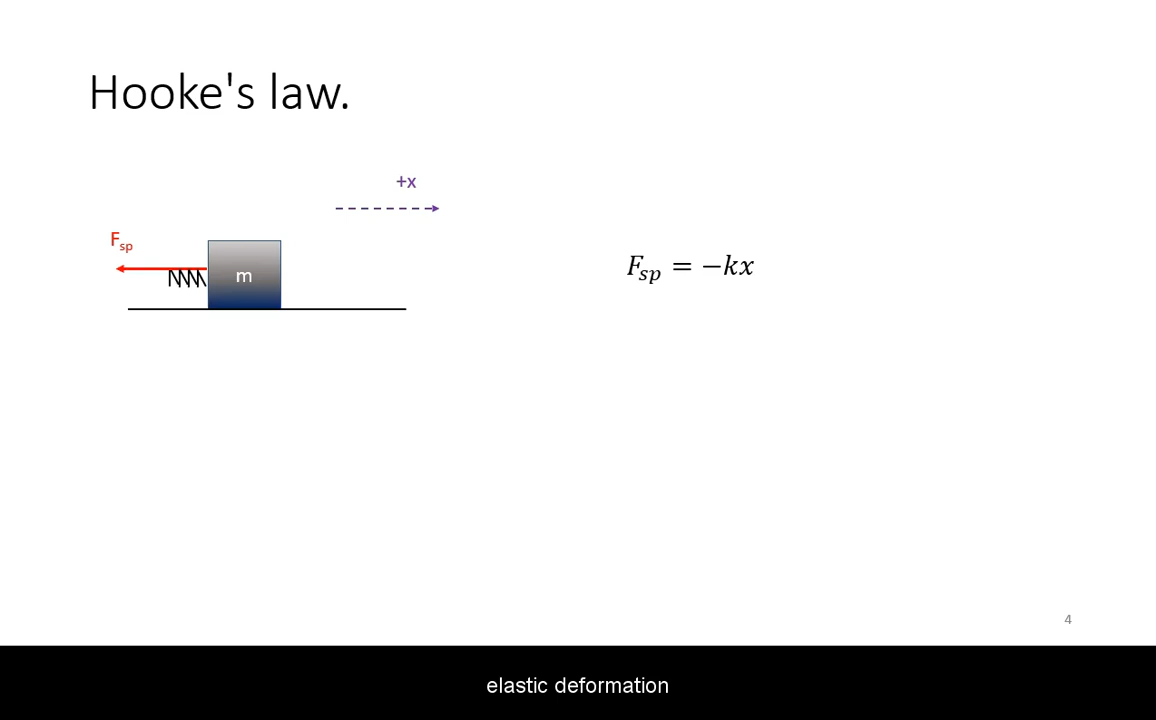 Hooke's law.
+x
F_sp
m
F_sp = −kx
4
elastic deformation